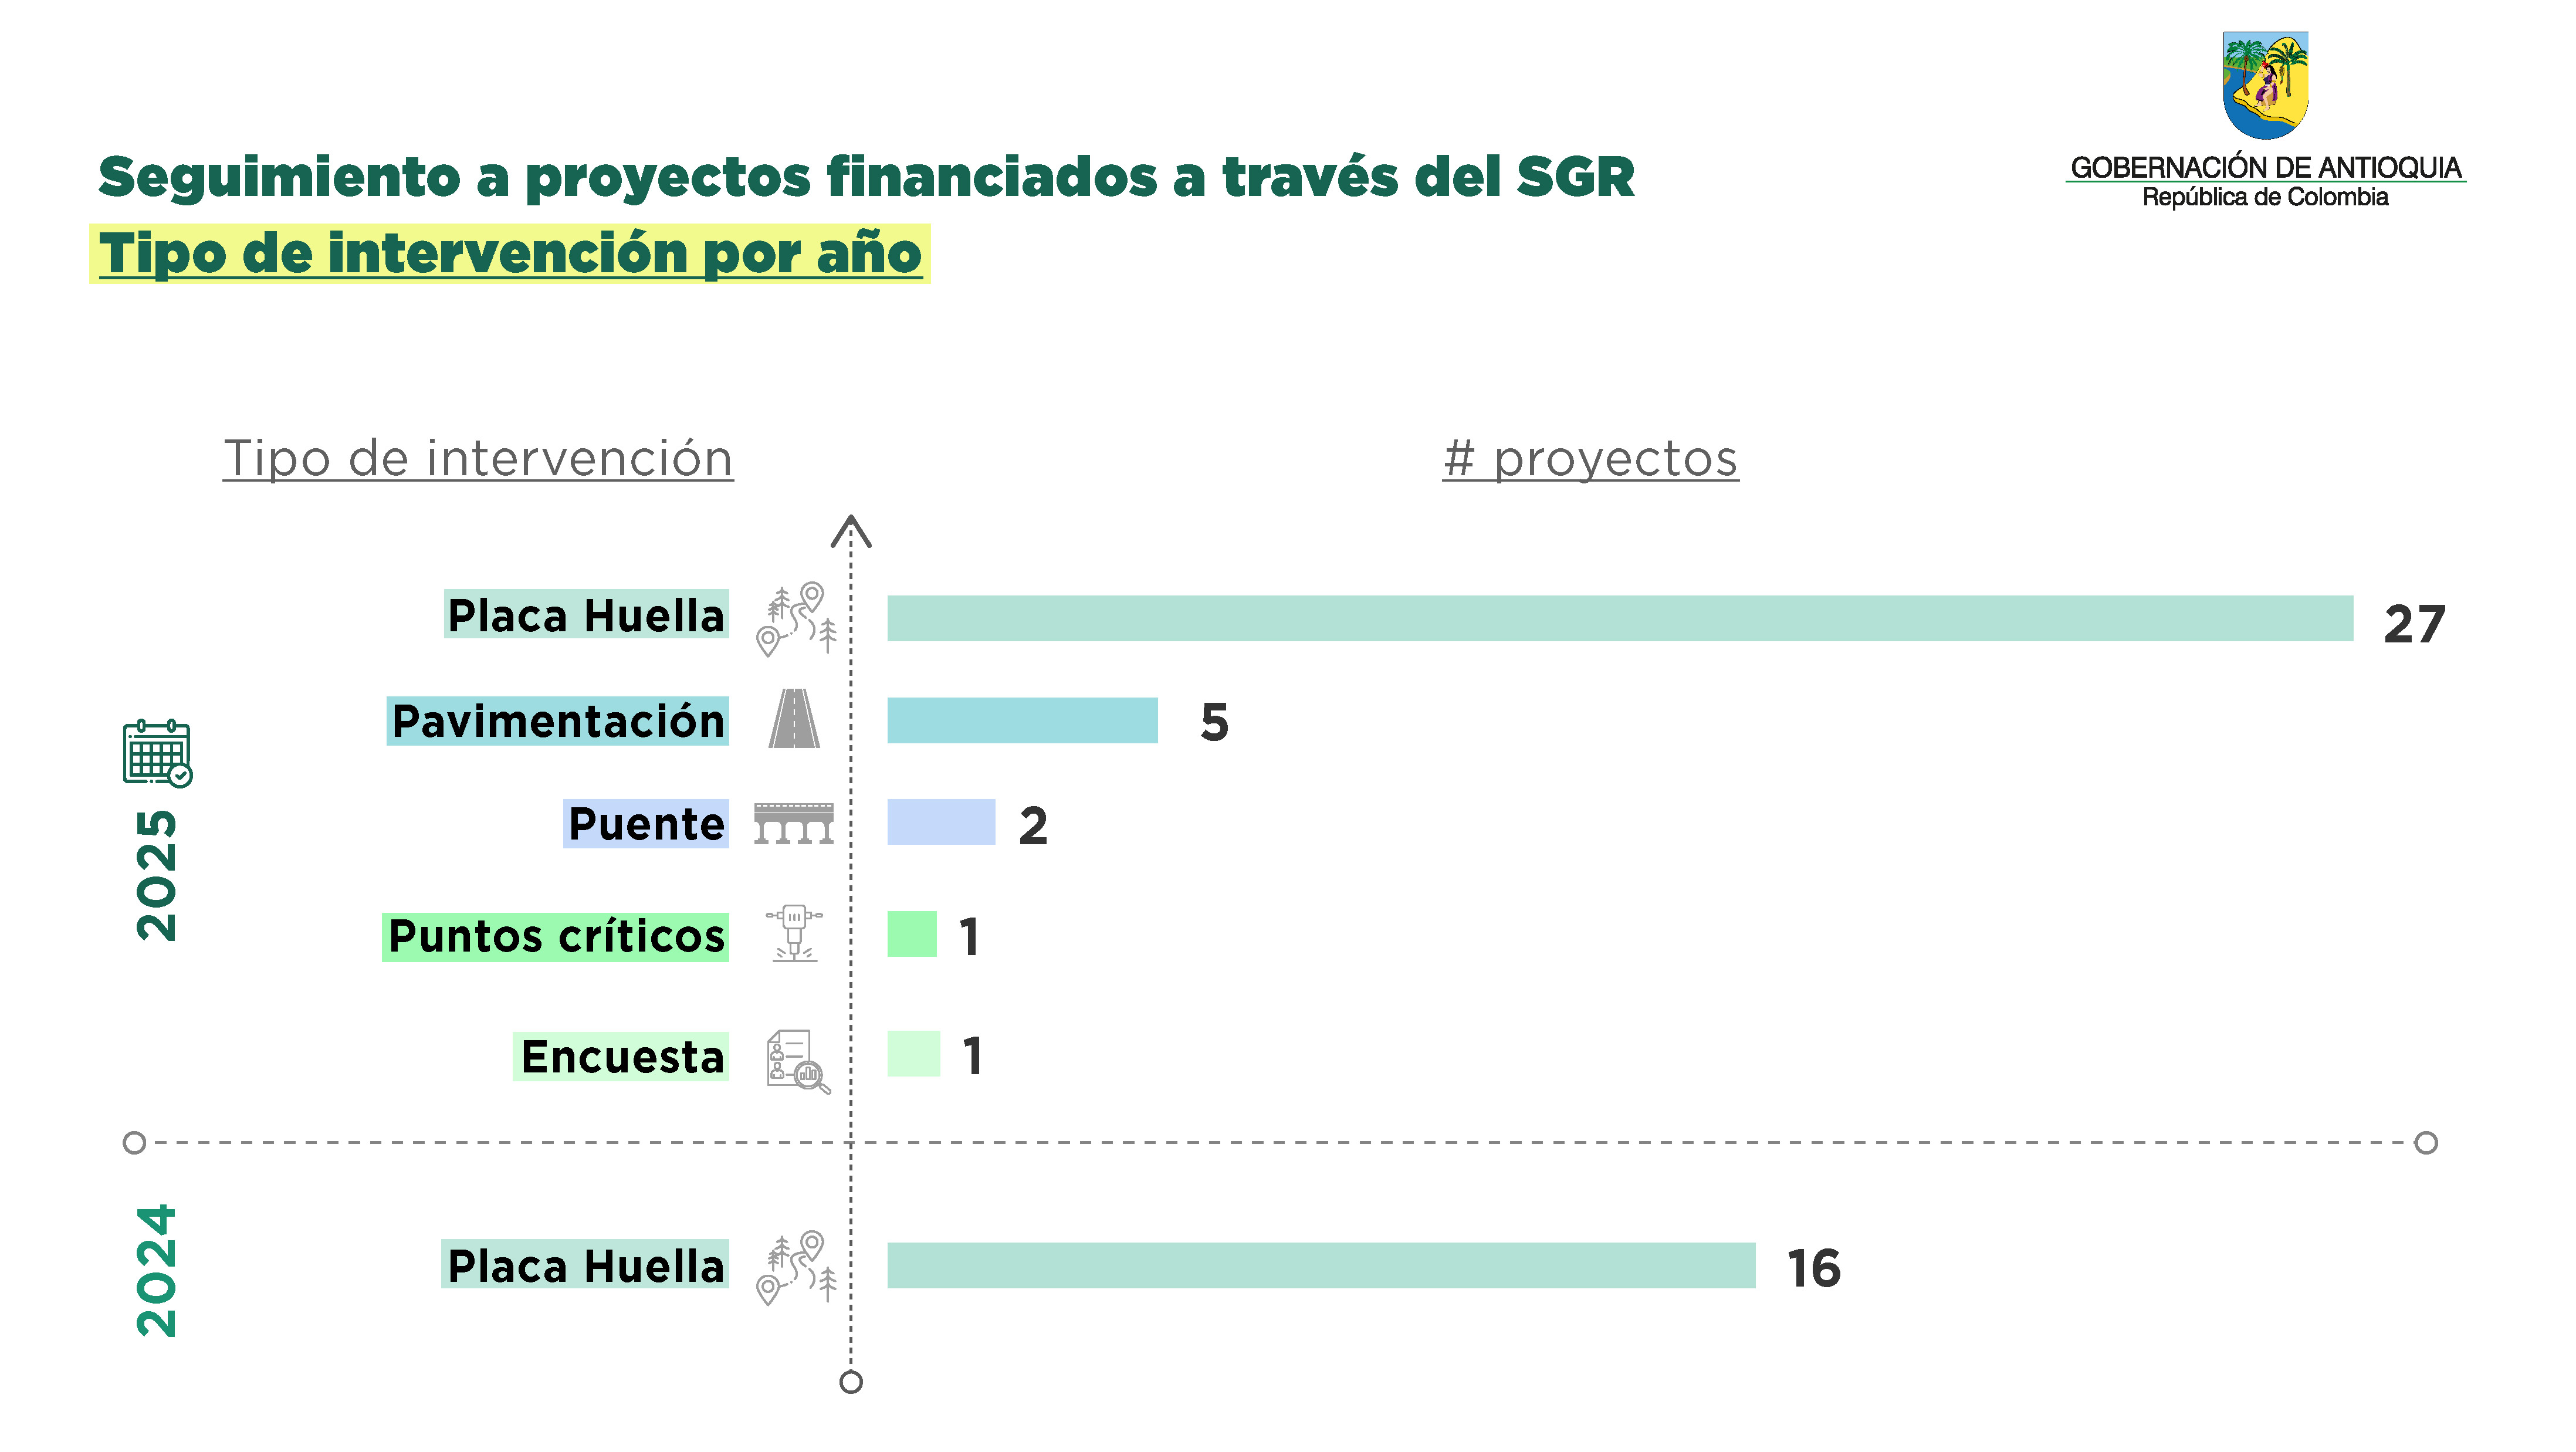 GOBERNACIÓN DE ANTIOQUIA
República de Colombia
Seguimiento a proyectos financiados a través del SGR
Tipo de intervención por año
Tipo de intervención
# proyectos
2025
Placa Huella
27
Pavimentación
5
Puente
2
Puntos críticos
1
Encuesta
1
2024
Placa Huella
16